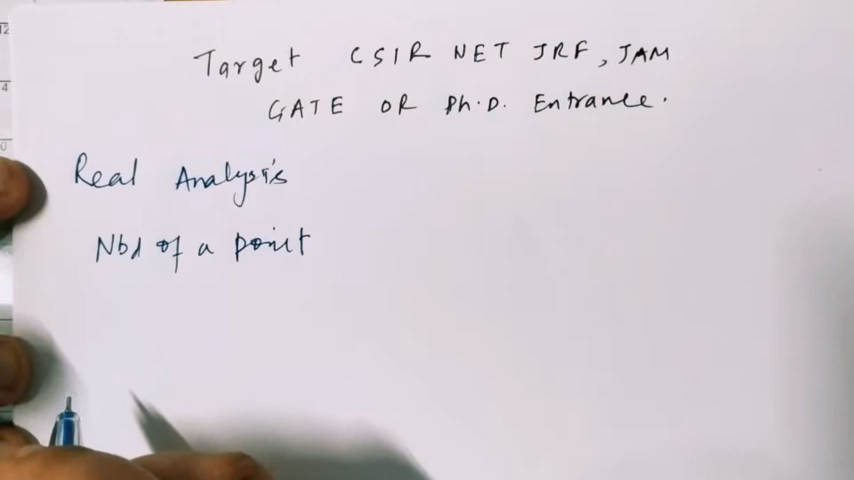 Target CSIR NET JRF, JAM
GATE OR Ph.D. Entrance.
Real Analysis
Nbd of a point